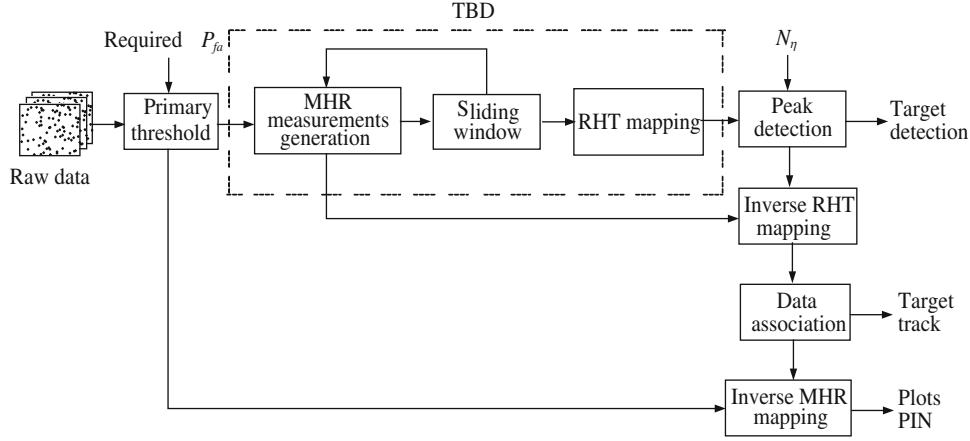 TBD
Required P_fa
N_η
Raw data
Primary
threshold
MHR
measurements
generation
Sliding
window
RHT mapping
Peak
detection
Target
detection
Inverse RHT
mapping
Data
association
Target
track
Inverse MHR
mapping
Plots
PIN